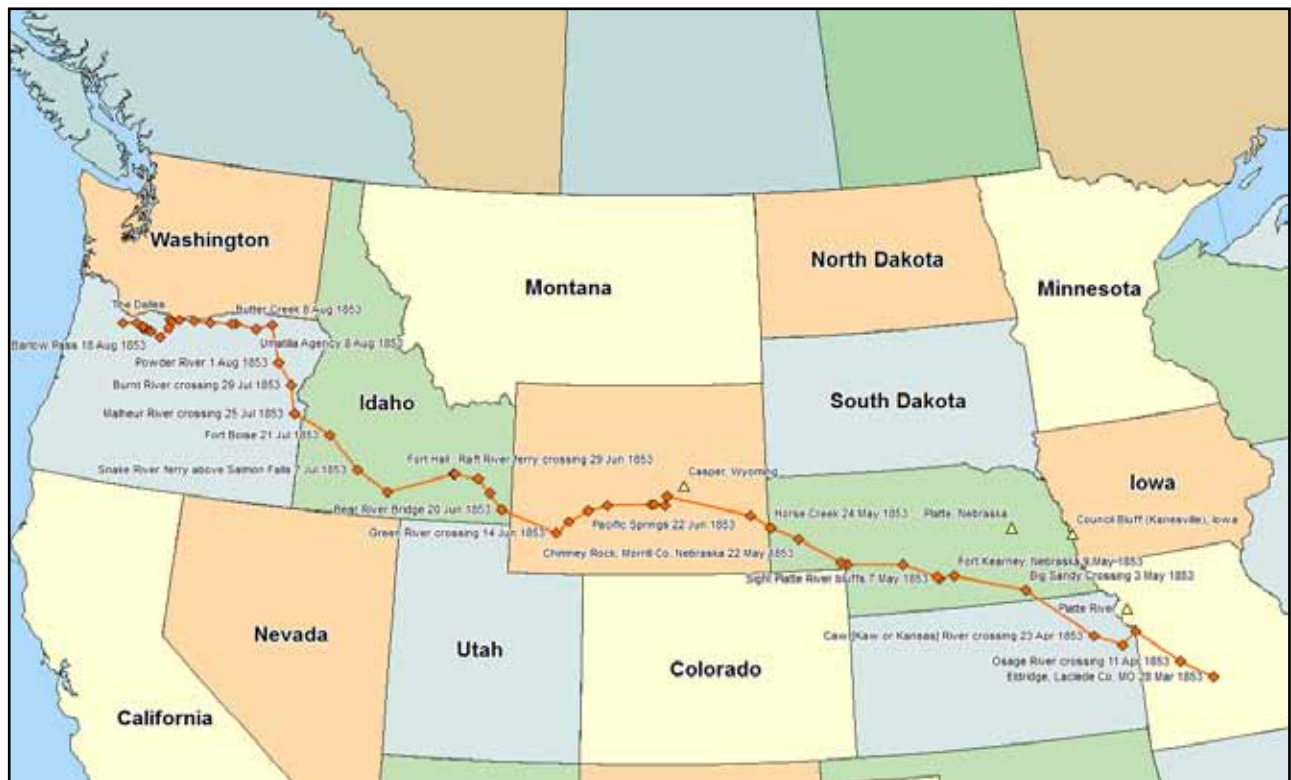 Washington
Montana
North Dakota
Minnesota
The Dalles
Butter Creek 8 Aug 1853
Bartow Pass 18 Aug 1853
Umatilla Agency 8 Aug 1853
Powder River 1 Aug 1853
Burnt River crossing 29 Jul 1853
Idaho
South Dakota
Malheur River crossing 25 Jul 1853
Fort Boise 21 Jul 1853
Snake River ferry above Salmon Falls 7 Jul 1853
Fort Hall
Raft River ferry crossing 29 Jun 1853
Casper, Wyoming
Iowa
Bear River Bridge 20 Jun 1853
Pacific Springs 22 Jun 1853
Horse Creek 24 May 1853
Platte, Nebraska
Council Bluff (Kanesville), Iowa
Green River crossing 14 Jun 1853
Chimney Rock, Morrill Co, Nebraska 22 May 1853
Fort Kearney, Nebraska 9 May 1853
Sight Platte River bluffs 7 May 1853
Big Sandy Crossing 3 May 1853
Platte River
Nevada
Utah
Colorado
Caw (Kaw or Kansas) River crossing 23 Apr 1853
Osage River crossing 11 Apr 1853
Eldridge, Laclede Co, MO 28 Mar 1853
California